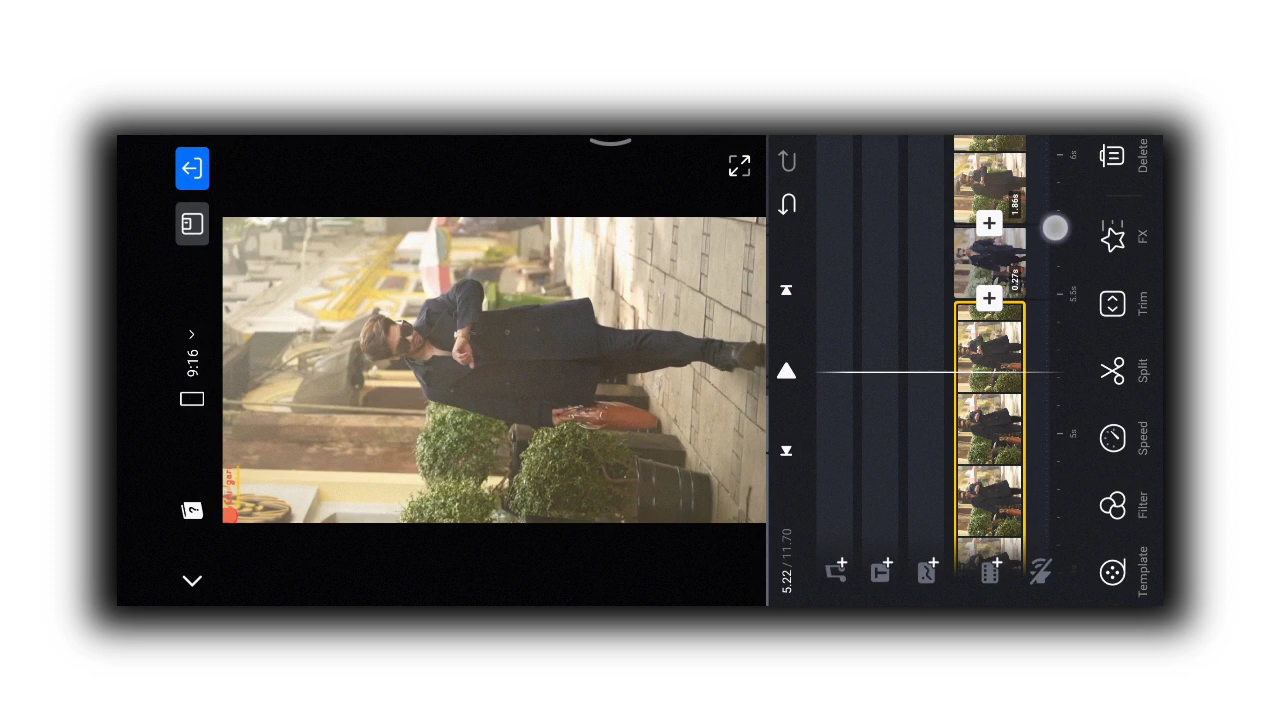 9:16
5.22 / 11.70
1.86s
0.27s
5s
5.5s
6s
Template
Filter
Speed
Split
Trim
FX
Delete